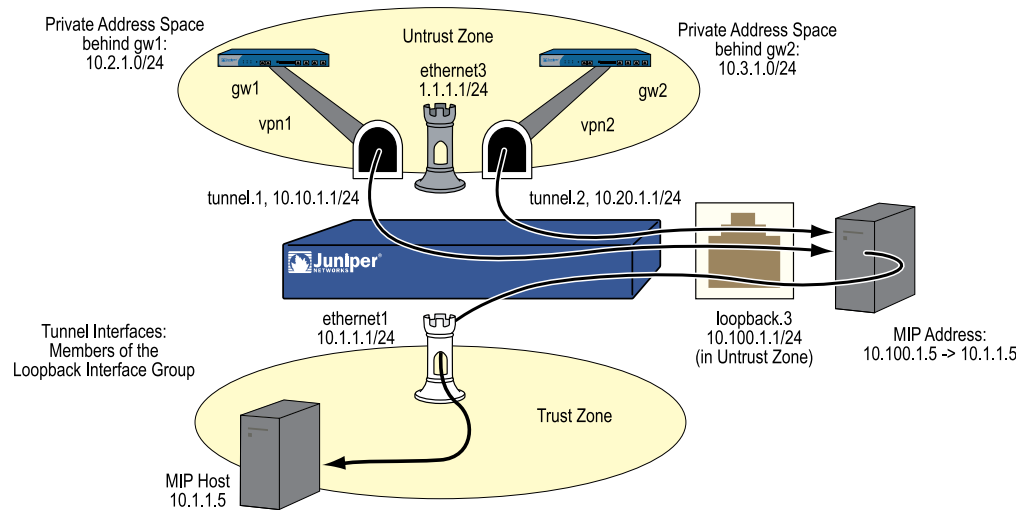 Private Address Space
behind gw1:
10.2.1.0/24
Untrust Zone
Private Address Space
behind gw2:
10.3.1.0/24
ethernet3
1.1.1.1/24
gw1
gw2
vpn1
vpn2
tunnel.1, 10.10.1.1/24
tunnel.2, 10.20.1.1/24
Juniper®
NETWORKS
ethernet1
10.1.1.1/24
loopback.3
10.100.1.1/24
(in Untrust Zone)
MIP Address:
10.100.1.5 -> 10.1.1.5
Tunnel Interfaces:
Members of the
Loopback Interface Group
Trust Zone
MIP Host
10.1.1.5